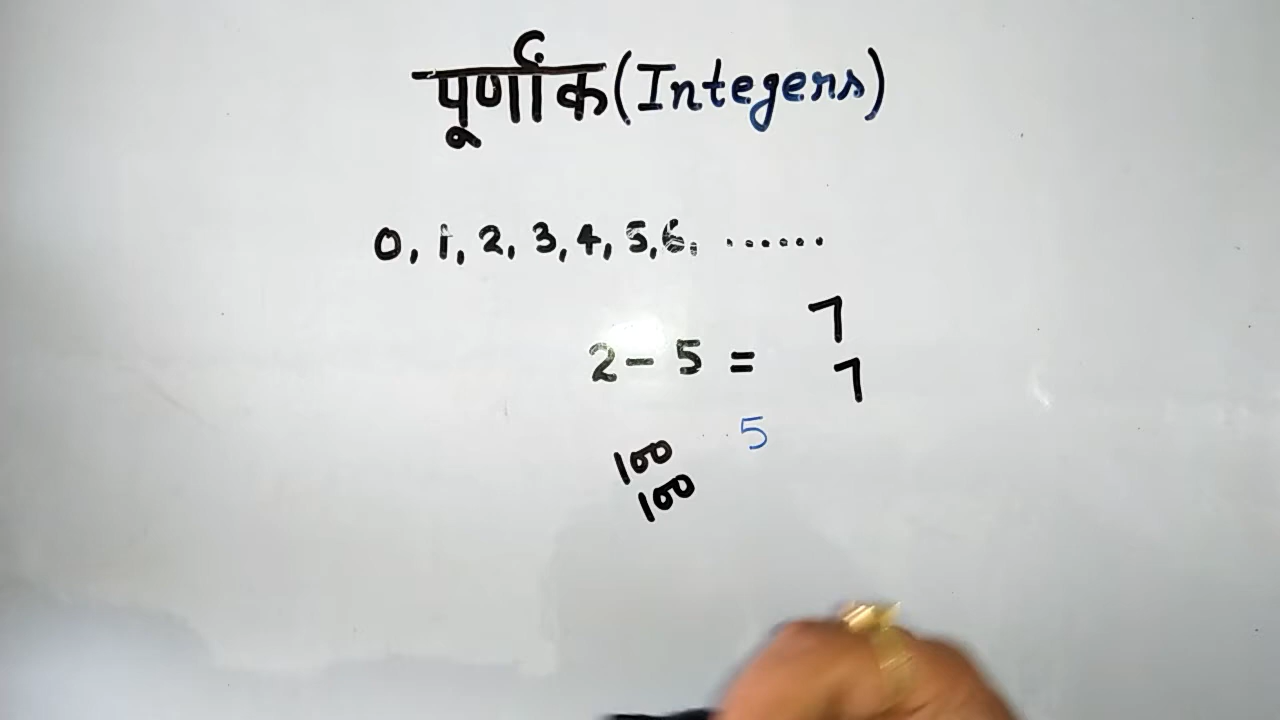 पूर्णांक (Integers)
0, 1, 2, 3, 4, 5, 6, .......
7
2 - 5 =
7
5
100
100